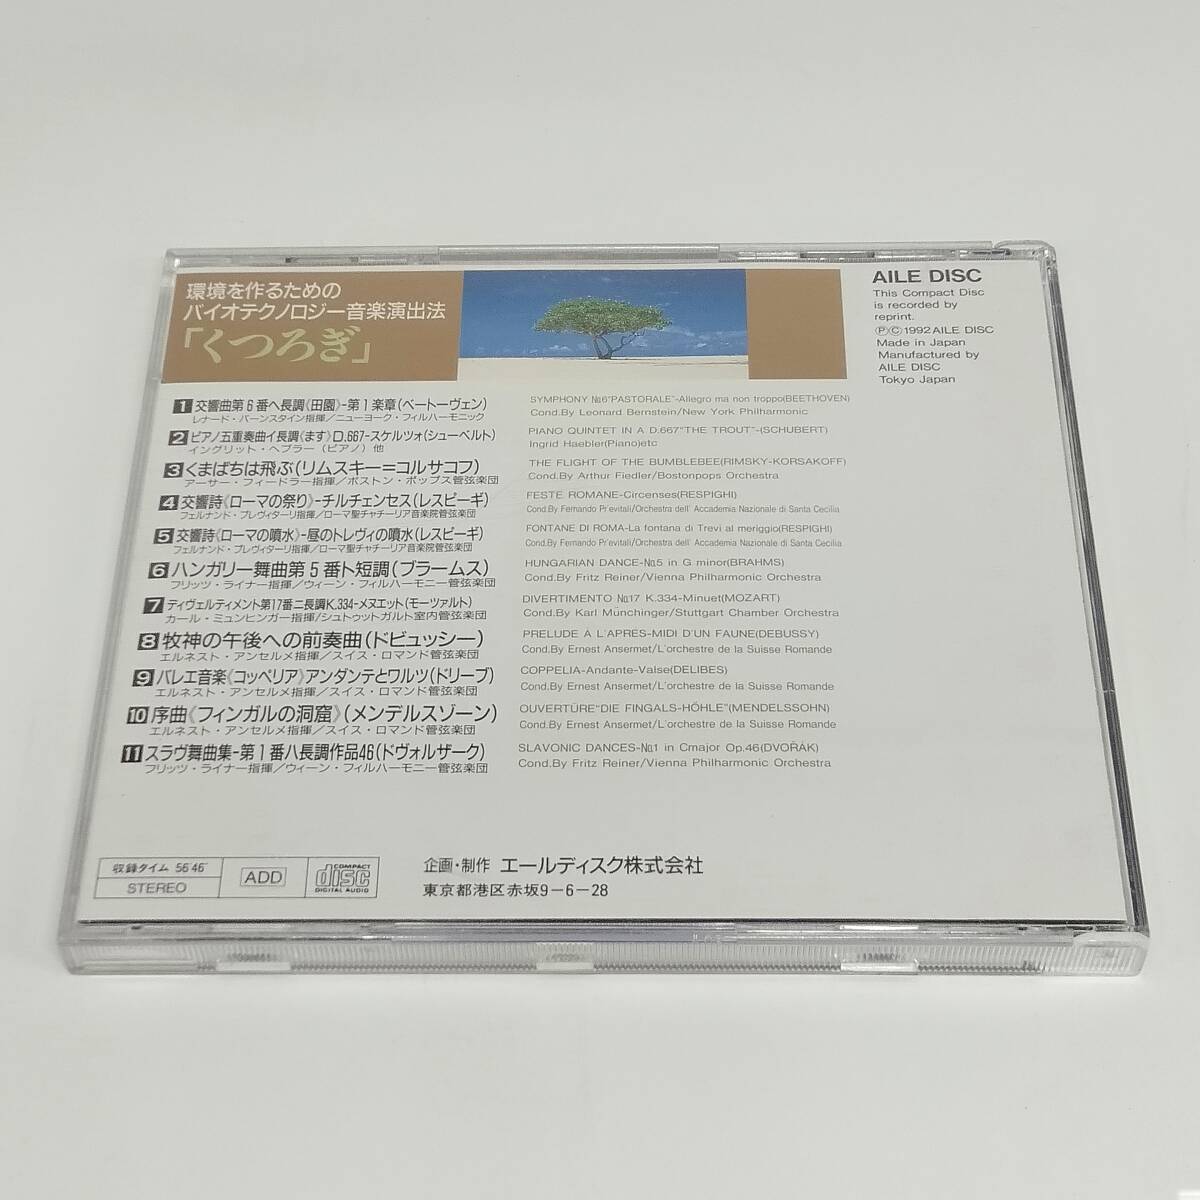 環境を作るための
バイオテクノロジー音楽演出法
「くつろぎ」
AILE DISC
This Compact Disc
is recorded by
reprint.
ⓅⒸ1992 AILE DISC
Made in Japan
Manufactured by
AILE DISC
Tokyo Japan
1 交響曲第6番ヘ長調《田園》-第1楽章(ベートーヴェン)
レナード・バーンスタイン指揮/ニューヨーク・フィルハーモニック
2 ピアノ五重奏曲イ長調《ます》D.667-スケルツォ(シューベルト)
イングリット・ヘブラー(ピアノ)他
3 くまばちは飛ぶ(リムスキー=コルサコフ)
アーサー・フィードラー指揮/ボストン・ポップス管弦楽団
4 交響詩《ローマの祭り》-チルチェンセス(レスピーギ)
フェルナンド・プレヴィターリ指揮/ローマ聖チャチーリア音楽院管弦楽団
5 交響詩《ローマの噴水》-昼のトレヴィの噴水(レスピーギ)
フェルナンド・プレヴィターリ指揮/ローマ聖チャチーリア音楽院管弦楽団
6 ハンガリー舞曲第5番ト短調(ブラームス)
フリッツ・ライナー指揮/ウィーン・フィルハーモニー管弦楽団
7 ディヴェルティメント第17番ニ長調K.334-メヌエット(モーツァルト)
カール・ミュンヒンガー指揮/シュトゥットガルト室内管弦楽団
8 牧神の午後への前奏曲(ドビュッシー)
エルネスト・アンセルメ指揮/スイス・ロマンド管弦楽団
9 バレエ音楽《コッペリア》アンダンテとワルツ(ドリーブ)
エルネスト・アンセルメ指揮/スイス・ロマンド管弦楽団
10 序曲《フィンガルの洞窟》(メンデルスゾーン)
エルネスト・アンセルメ指揮/スイス・ロマンド管弦楽団
11 スラヴ舞曲集-第1番ハ長調作品46(ドヴォルザーク)
フリッツ・ライナー指揮/ウィーン・フィルハーモニー管弦楽団
SYMPHONY №6"PASTORALE"-Allegro ma non troppo(BEETHOVEN)
Cond.By Leonard Bernstein/New York Philharmonic
PIANO QUINTET IN A D.667"THE TROUT"-(SCHUBERT)
Ingrid Haebler(Piano)etc
THE FLIGHT OF THE BUMBLEBEE(RIMSKY-KORSAKOFF)
Cond.By Arthur Fiedler/Bostonpops Orchestra
FESTE ROMANE-Circenses(RESPIGHI)
Cond.By Fernando Pr'evitali/Orchestra dell' Accademia Nazionale di Santa Cecilia
FONTANE DI ROMA-La fontana di Trevi al meriggio(RESPIGHI)
Cond.By Fernando Pr'evitali/Orchestra dell' Accademia Nazionale di Santa Cecilia
HUNGARIAN DANCE-№5 in G minor(BRAHMS)
Cond.By Fritz Reiner/Vienna Philharmonic Orchestra
DIVERTIMENTO №17 K.334-Minuet(MOZART)
Cond.By Karl Münchinger/Stuttgart Chamber Orchestra
PRELUDE À L'APRÈS-MIDI D'UN FAUNE(DEBUSSY)
Cond.By Ernest Ansermet/L'orchestre de la Suisse Romande
COPPELIA-Andante-Valse(DELIBES)
Cond.By Ernest Ansermet/L'orchestre de la Suisse Romande
OUVERTÜRE"DIE FINGALS-HÖHLE"(MENDELSSOHN)
Cond.By Ernest Ansermet/L'orchestre de la Suisse Romande
SLAVONIC DANCES-№1 in Cmajor Op.46(DVOŘÁK)
Cond.By Fritz Reiner/Vienna Philharmonic Orchestra
収録タイム 56'46"
STEREO
ADD
COMPACT
disc
DIGITAL AUDIO
企画・制作 エールディスク株式会社
東京都港区赤坂9-6-28